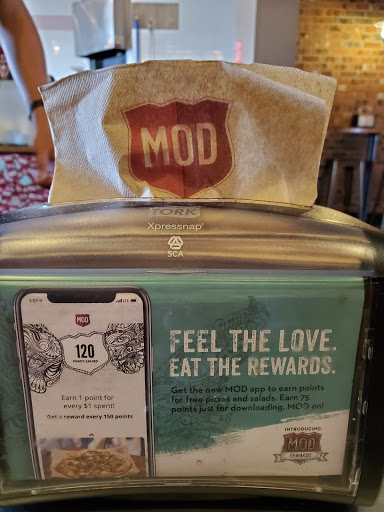 MOD
TORK
Xpressnap®
SCA
MOD
120
POINTS EARNED
Earn 1 point for
every $1 spent!
Get a reward every 150 points
FEEL THE LOVE.
EAT THE REWARDS.
Get the new MOD app to earn points
for free pizzas and salads. Earn 75
points just for downloading. MOD on!
INTRODUCING
MOD
REWARDS